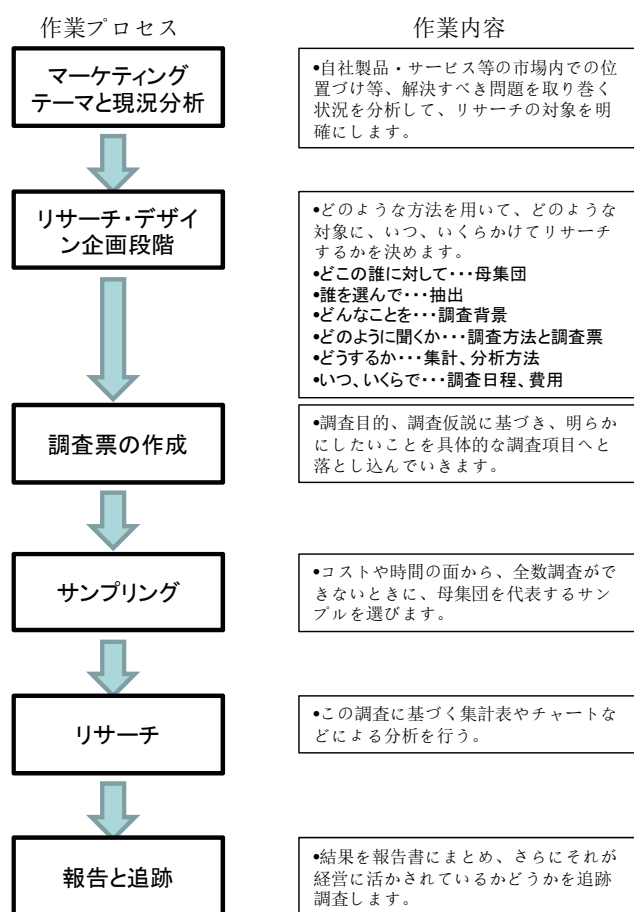 作業プロセス
作業内容
マーケティング
テーマと現況分析
•自社製品・サービス等の市場内での位
置づけ等、解決すべき問題を取り巻く
状況を分析して、リサーチの対象を明
確にします。
リサーチ・デザイ
ン企画段階
•どのような方法を用いて、どのような
対象に、いつ、いくらかけてリサーチ
するかを決めます。
•どこの誰に対して・・・母集団
•誰を選んで・・・抽出
•どんなことを・・・調査背景
•どのように聞くか・・・調査方法と調査票
•どうするか・・・集計、分析方法
•いつ、いくらで・・・調査日程、費用
調査票の作成
•調査目的、調査仮説に基づき、明らか
にしたいことを具体的な調査項目へと
落とし込んでいきます。
サンプリング
•コストや時間の面から、全数調査がで
きないときに、母集団を代表するサン
プルを選びます。
リサーチ
•この調査に基づく集計表やチャートな
どによる分析を行う。
報告と追跡
•結果を報告書にまとめ、さらにそれが
経営に活かされているかどうかを追跡
調査します。